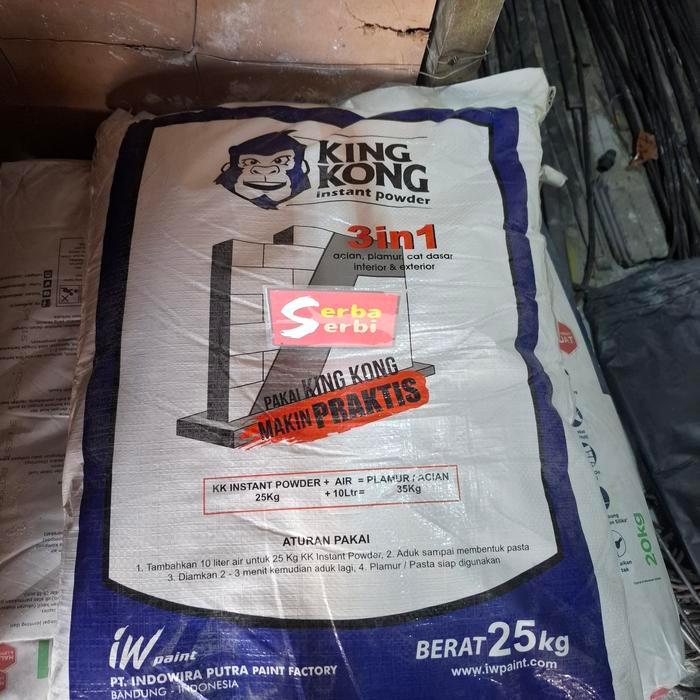 KING
KONG
instant powder
3in1
acian, plamur, cat dasar
interior & exterior
Serba
Serbi
PAKAI KING KONG
MAKIN PRAKTIS
KK INSTANT POWDER + AIR = PLAMUR / ACIAN
25Kg + 10Ltr = 35Kg
ATURAN PAKAI
1. Tambahkan 10 liter air untuk 25 Kg KK Instant Powder, 2. Aduk sampai membentuk pasta
3. Diamkan 2 - 3 menit kemudian aduk lagi, 4. Plamur / Pasta siap digunakan
iW paint
PT. INDOWIRA PUTRA PAINT FACTORY
BANDUNG - INDONESIA
BERAT 25kg
www.iwpaint.com
20kg